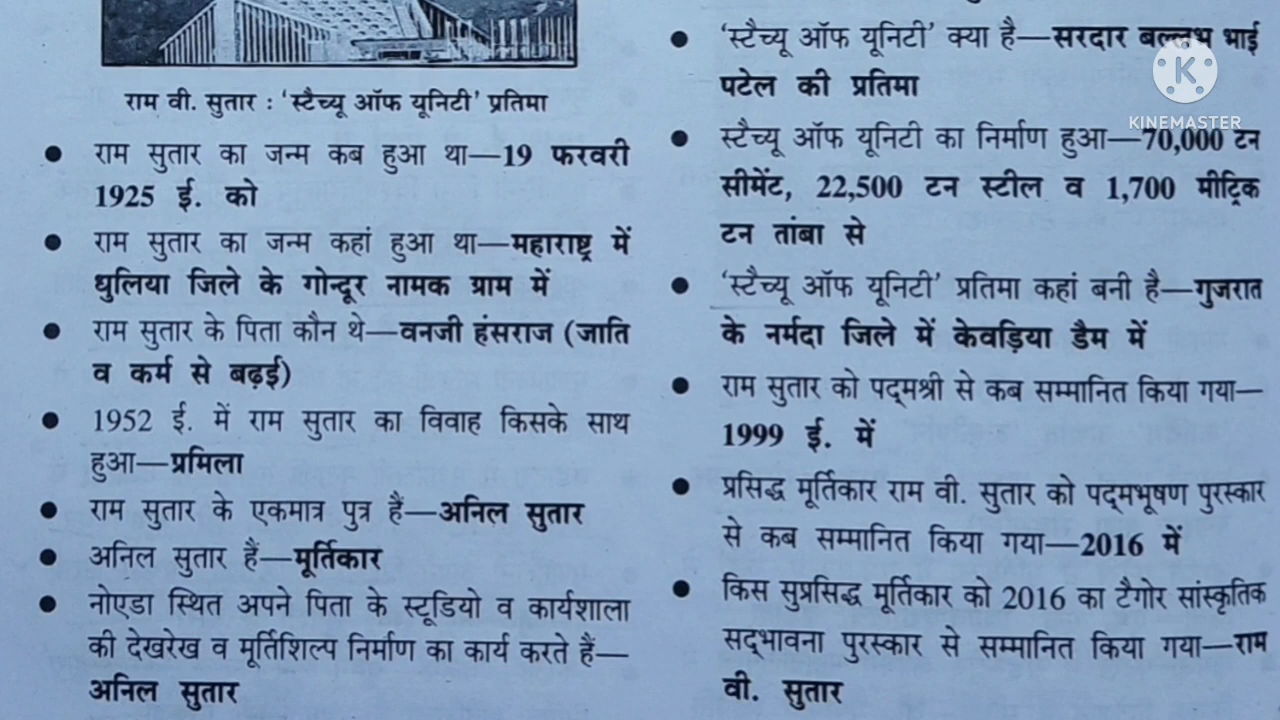 राम वी. सुतार : 'स्टैच्यू ऑफ यूनिटी' प्रतिमा
● राम सुतार का जन्म कब हुआ था—19 फरवरी
1925 ई. को
● राम सुतार का जन्म कहां हुआ था—महाराष्ट्र में
धुलिया जिले के गोन्दूर नामक ग्राम में
● राम सुतार के पिता कौन थे—वनजी हंसराज (जाति
व कर्म से बढ़ई)
● 1952 ई. में राम सुतार का विवाह किसके साथ
हुआ—प्रमिला
● राम सुतार के एकमात्र पुत्र हैं—अनिल सुतार
● अनिल सुतार हैं—मूर्तिकार
● नोएडा स्थित अपने पिता के स्टूडियो व कार्यशाला
की देखरेख व मूर्तिशिल्प निर्माण का कार्य करते हैं—
अनिल सुतार
● 'स्टैच्यू ऑफ यूनिटी' क्या है—सरदार बल्लभ भाई
पटेल की प्रतिमा
● स्टैच्यू ऑफ यूनिटी का निर्माण हुआ—70,000 टन
सीमेंट, 22,500 टन स्टील व 1,700 मीट्रिक
टन तांबा से
● 'स्टैच्यू ऑफ यूनिटी' प्रतिमा कहां बनी है—गुजरात
के नर्मदा जिले में केवड़िया डैम में
● राम सुतार को पद्मश्री से कब सम्मानित किया गया—
1999 ई. में
● प्रसिद्ध मूर्तिकार राम वी. सुतार को पद्मभूषण पुरस्कार
से कब सम्मानित किया गया—2016 में
● किस सुप्रसिद्ध मूर्तिकार को 2016 का टैगोर सांस्कृतिक
सद्भावना पुरस्कार से सम्मानित किया गया—राम
वी. सुतार
K
KINEMASTER